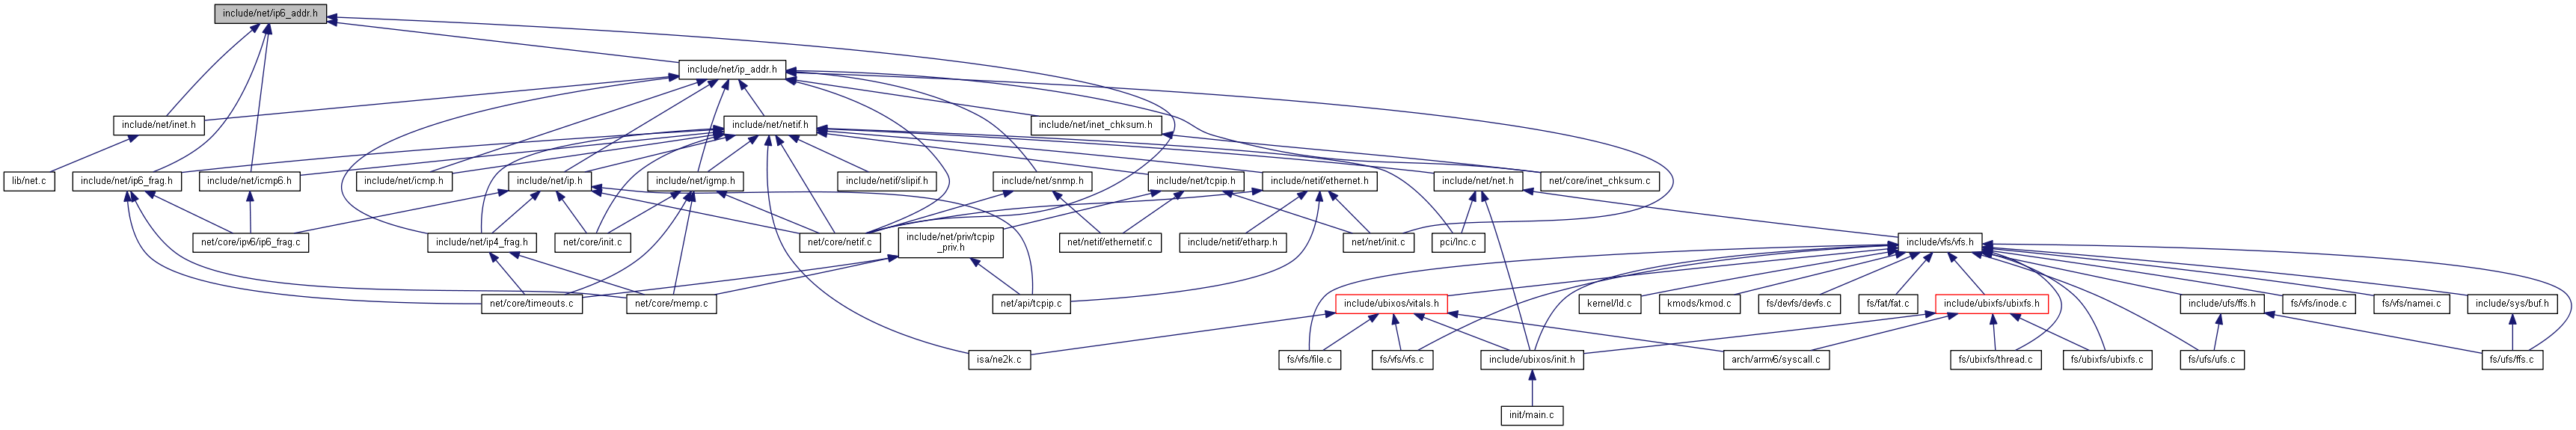 include/net/ip6_addr.h
include/net/ip_addr.h
include/net/inet.h
include/net/netif.h
include/net/inet_chksum.h
lib/net.c
include/net/ip6_frag.h
include/net/icmp6.h
include/net/icmp.h
include/net/ip.h
include/net/igmp.h
include/netif/slipif.h
include/net/snmp.h
include/net/tcpip.h
include/netif/ethernet.h
include/net/net.h
net/core/inet_chksum.c
net/core/ipv6/ip6_frag.c
include/net/ip4_frag.h
net/core/init.c
net/core/netif.c
include/net/priv/tcpip
_priv.h
net/netif/ethernetif.c
include/netif/etharp.h
net/net/init.c
pci/lnc.c
include/vfs/vfs.h
net/core/timeouts.c
net/core/memp.c
net/api/tcpip.c
include/ubixos/vitals.h
kernel/ld.c
kmods/kmod.c
fs/devfs/devfs.c
fs/fat/fat.c
include/ubixfs/ubixfs.h
include/ufs/ffs.h
fs/vfs/inode.c
fs/vfs/namei.c
include/sys/buf.h
isa/ne2k.c
fs/vfs/file.c
fs/vfs/vfs.c
include/ubixos/init.h
arch/armv6/syscall.c
fs/ubixfs/thread.c
fs/ubixfs/ubixfs.c
fs/ufs/ufs.c
fs/ufs/ffs.c
init/main.c